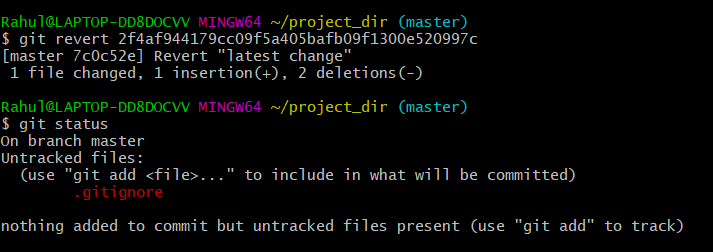 Rahul@LAPTOP-DD8DOCVV MINGW64 ~/project_dir (master)
$ git revert 2f4af944179cc09f5a405bafb09f1300e520997c
[master 7c0c52e] Revert "latest change"
 1 file changed, 1 insertion(+), 2 deletions(-)
Rahul@LAPTOP-DD8DOCVV MINGW64 ~/project_dir (master)
$ git status
On branch master
Untracked files:
  (use "git add <file>..." to include in what will be committed)
        .gitignore
nothing added to commit but untracked files present (use "git add" to track)